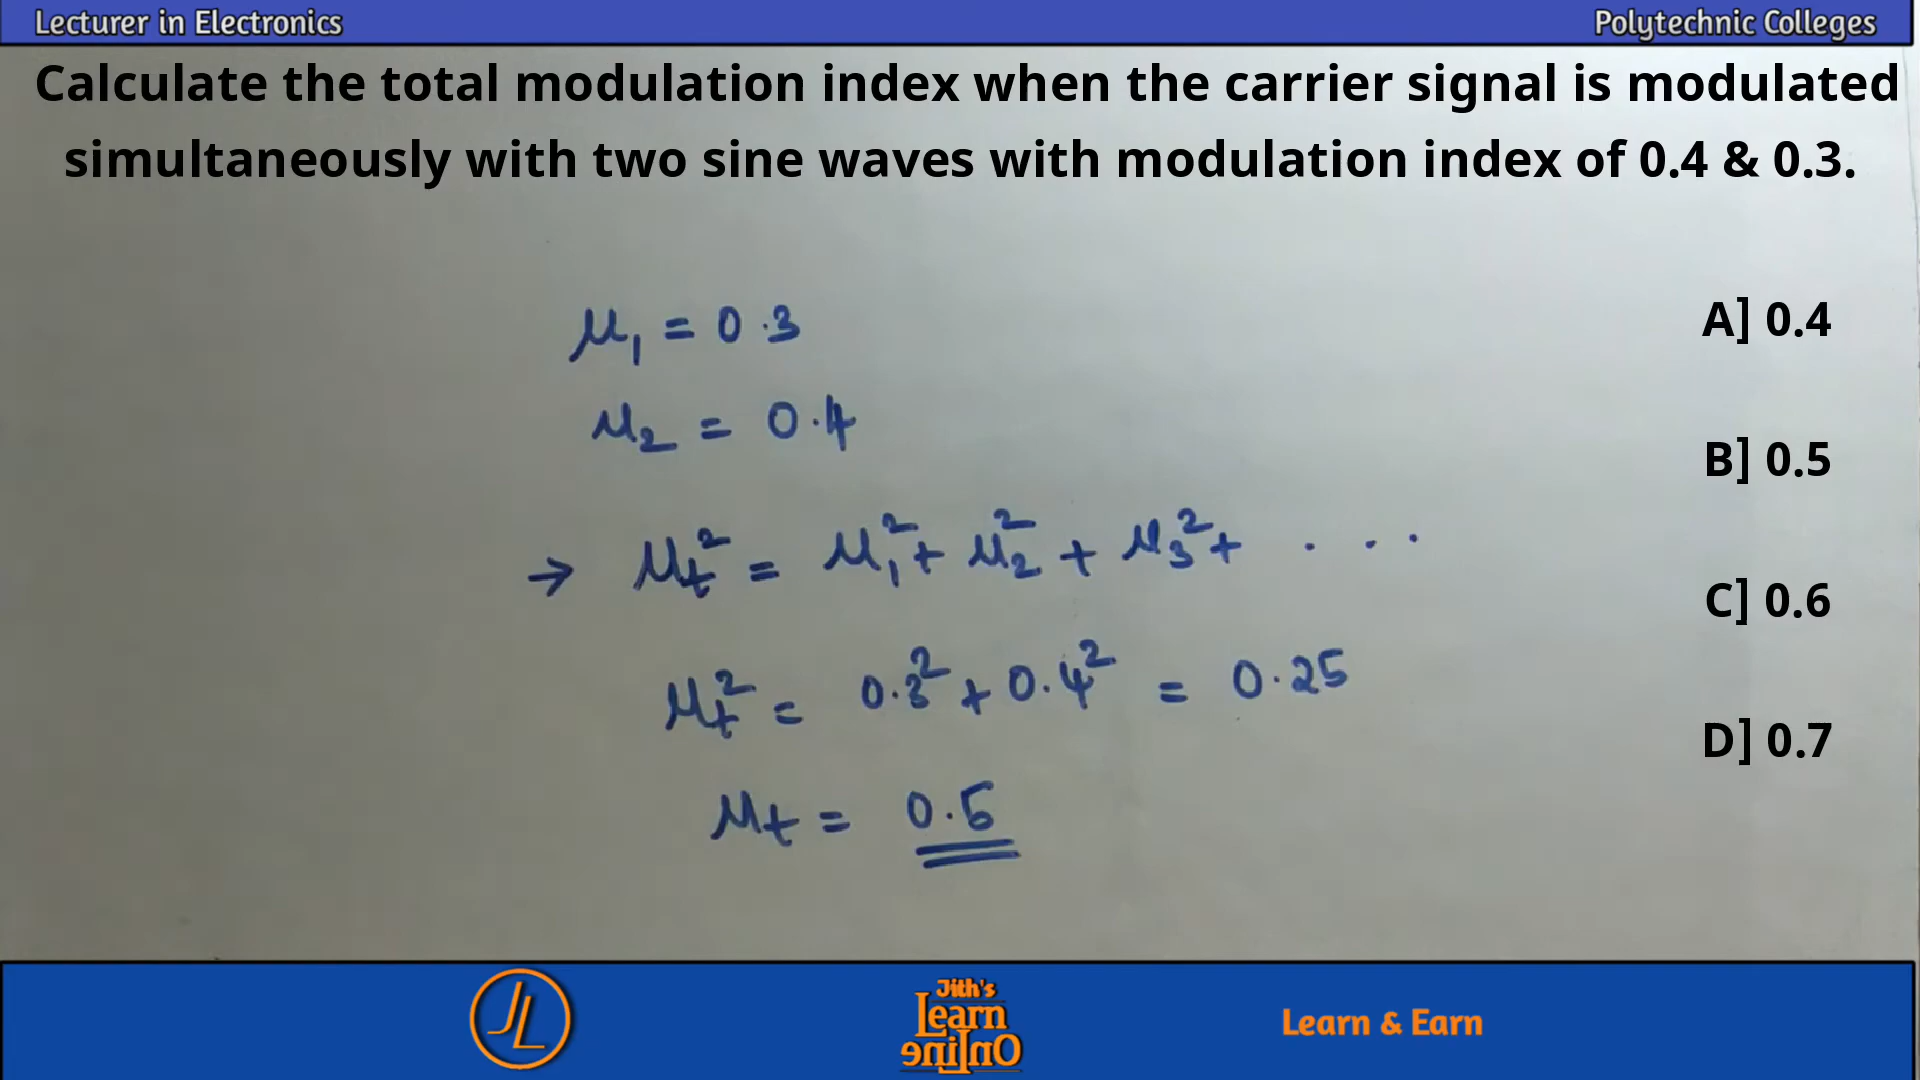 Lecturer in Electronics
Polytechnic Colleges
Calculate the total modulation index when the carrier signal is modulated
simultaneously with two sine waves with modulation index of 0.4 & 0.3.
μ₁ = 0.3
μ₂ = 0.4
→ μₜ² = μ₁² + μ₂² + μ₃² + . . .
μₜ² = 0.3² + 0.4² = 0.25
μₜ = 0.5
A] 0.4
B] 0.5
C] 0.6
D] 0.7
JL
Jith's
Learn
OnLine
Learn & Earn